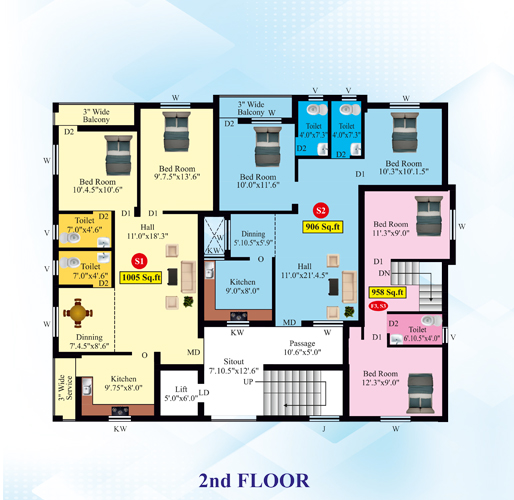 V
V
W
W
3" Wide
Balcony
3" Wide
Balcony
W
W
D2
D2
Toilet
4'.0"x7'.3"
Toilet
4'.0"x7'.3"
D2
D2
W
Bed Room
10'.4.5"x10'.6"
Bed Room
9'.7.5"x13'.6"
Bed Room
10'.0"x11'.6"
Bed Room
10'.3"x10'.1.5"
D1
D1
D1
O
D2
Toilet
7'.0"x4'.6"
V
Hall
11'.0"x18'.3"
S1
1005 Sq.ft
Toilet
7'.0"x4'.6"
D2
V
KW
Dinning
5'.10.5"x5'.9"
S2
906 Sq.ft
Hall
11'.0"x21'.4.5"
Kitchen
9'.0"x8'.0"
KW
MD
W
Bed Room
11'.3"x9'.0"
W
D1
DN
958 Sq.ft
F3, S3
D1
D2
Toilet
6'.10.5"x4'.0"
V
W
Dinning
7'.4.5"x8'.6"
O
MD
Passage
10'.6"x5'.0"
Sitout
7'.10.5"x12'.6"
UP
Kitchen
9'.75"x8'.0"
3" Wide
Service
KW
Lift
5'.0"x6'.0"
LD
W
J
Bed Room
12'.3"x9'.0"
W
2nd FLOOR